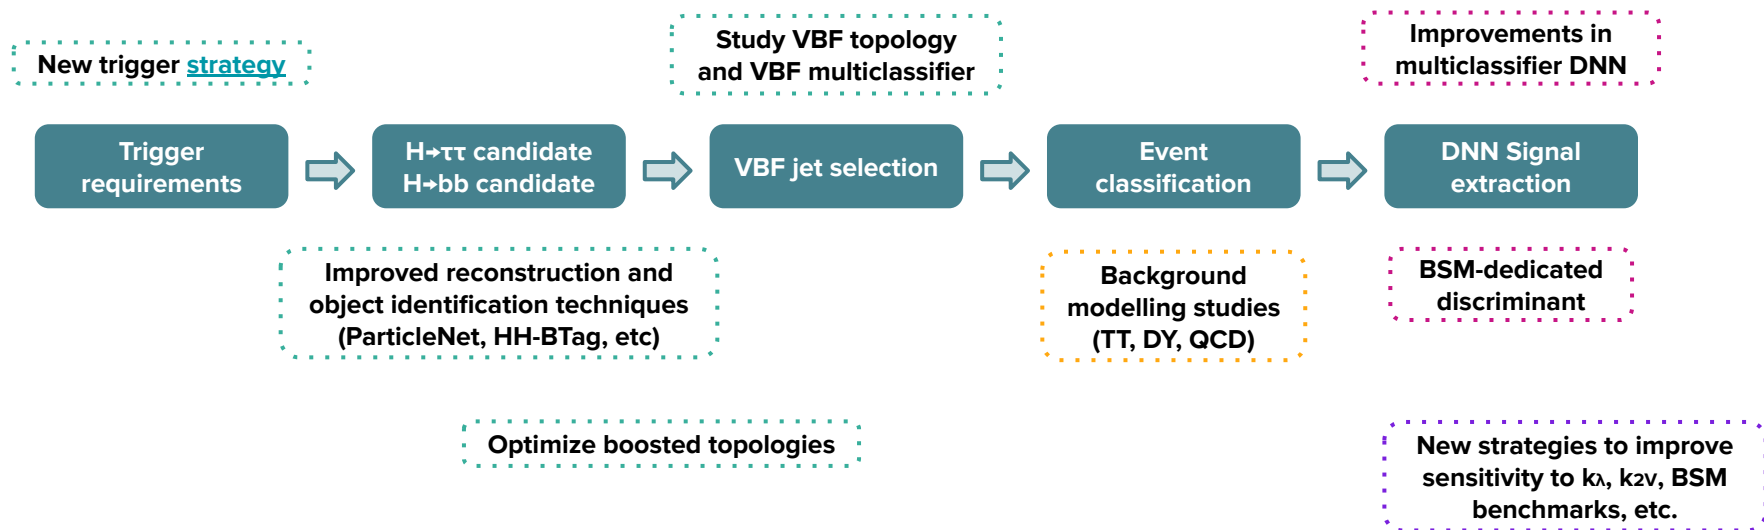 New trigger strategy
Study VBF topology
and VBF multiclassifier
Improvements in
multiclassifier DNN
Trigger
requirements
H→ττ candidate
H→bb candidate
VBF jet selection
Event
classification
DNN Signal
extraction
Improved reconstruction and
object identification techniques
(ParticleNet, HH-BTag, etc)
Background
modelling studies
(TT, DY, QCD)
BSM-dedicated
discriminant
Optimize boosted topologies
New strategies to improve
sensitivity to kλ, k2V, BSM
benchmarks, etc.